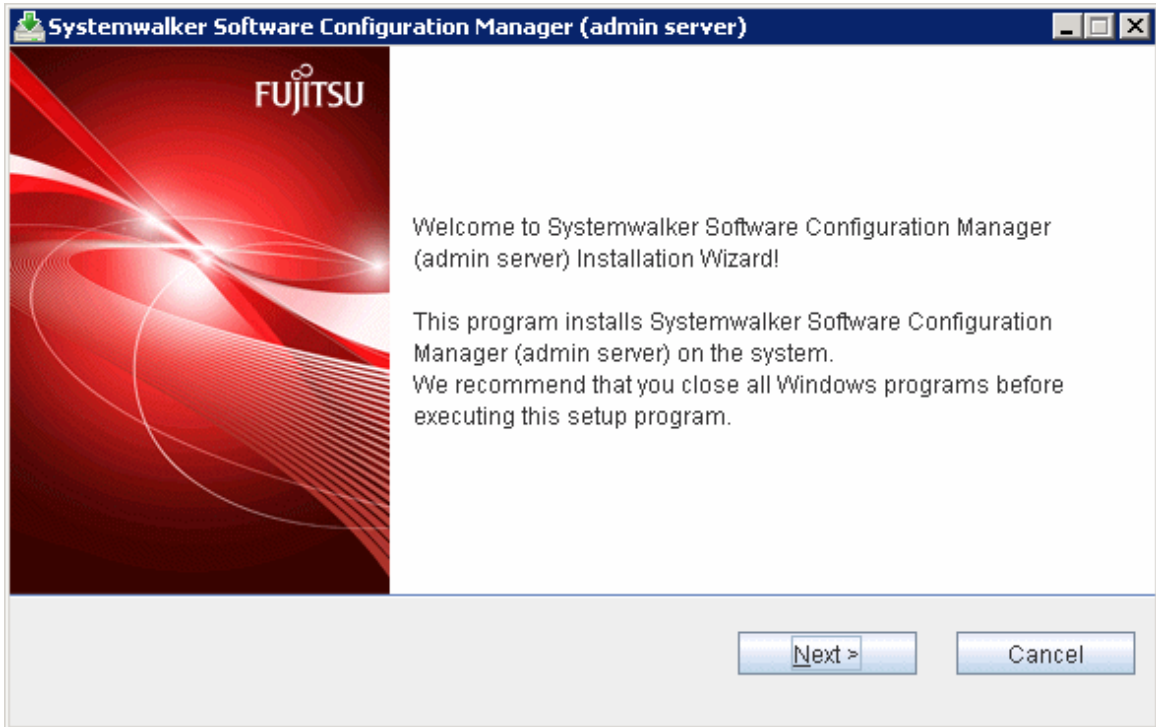 Systemwalker Software Configuration Manager (admin server)
FUJITSU
Welcome to Systemwalker Software Configuration Manager
(admin server) Installation Wizard!
This program installs Systemwalker Software Configuration
Manager (admin server) on the system.
We recommend that you close all Windows programs before
executing this setup program.
Next >
Cancel